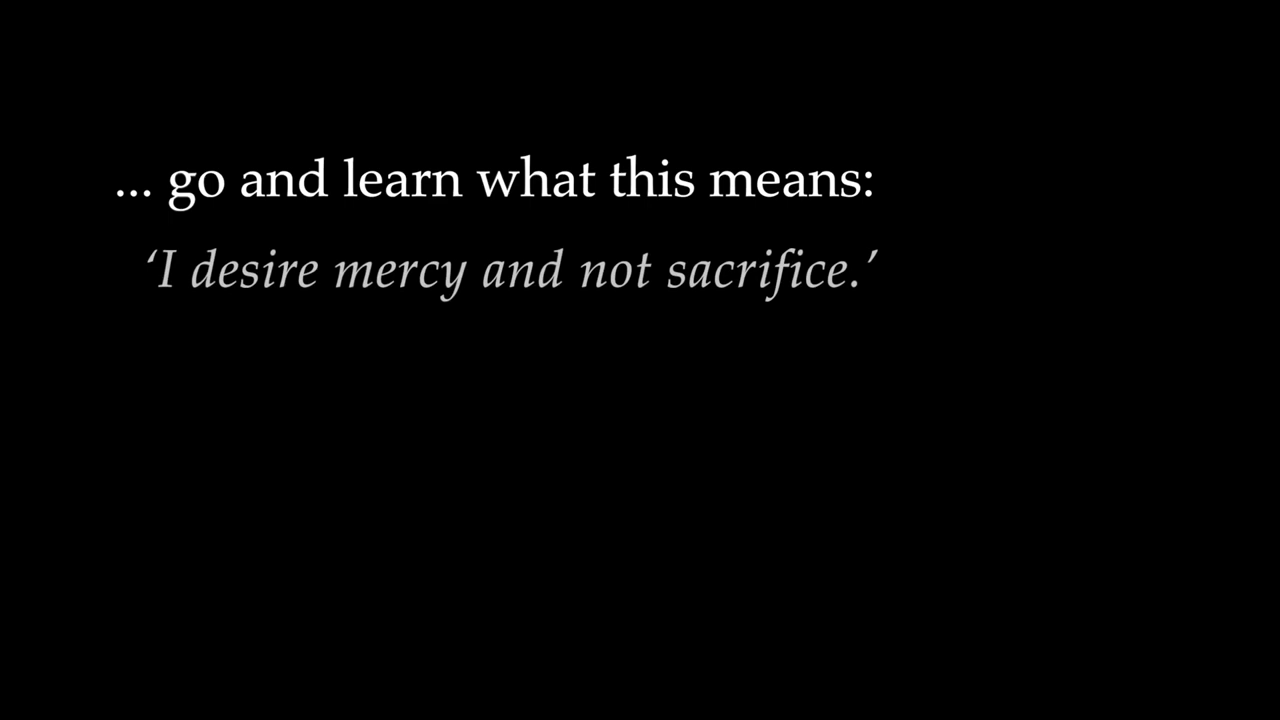 ... go and learn what this means:
‘I desire mercy and not sacrifice.’